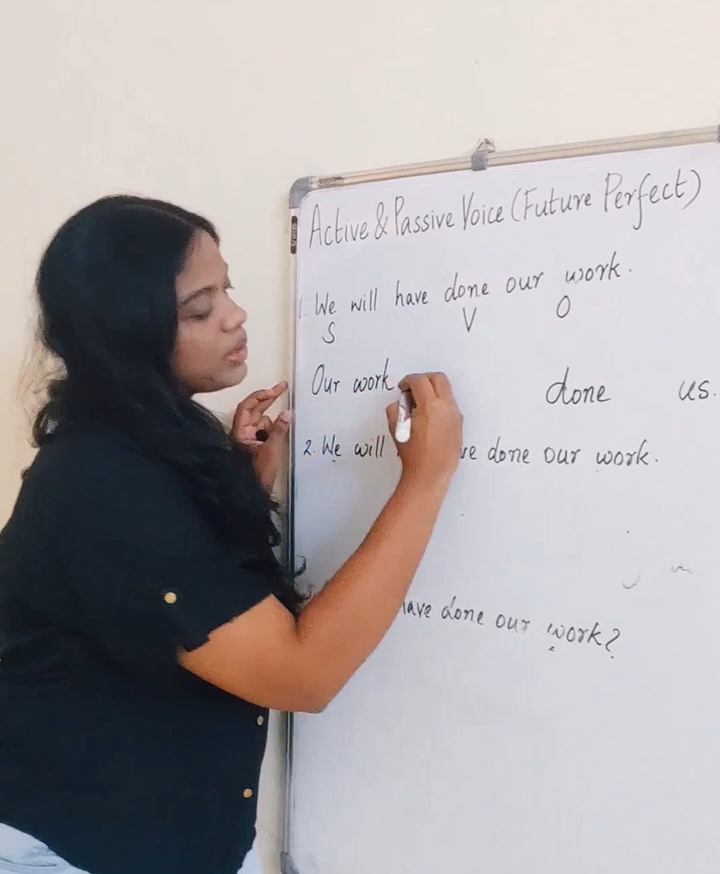 Active & Passive Voice (Future Perfect)
1. We will have done our work.
S V O
Our work done us.
2. We will done our work.
have done our work?